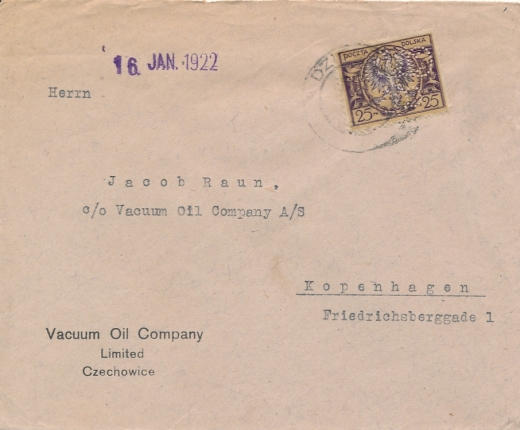 16. JAN. 1922
POCZTA POLSKA
25 25
Herrn
Jacob Raun,
c/o Vacuum Oil Company A/S
Kopenhagen
Friedrichsberggade 1
Vacuum Oil Company
Limited
Czechowice